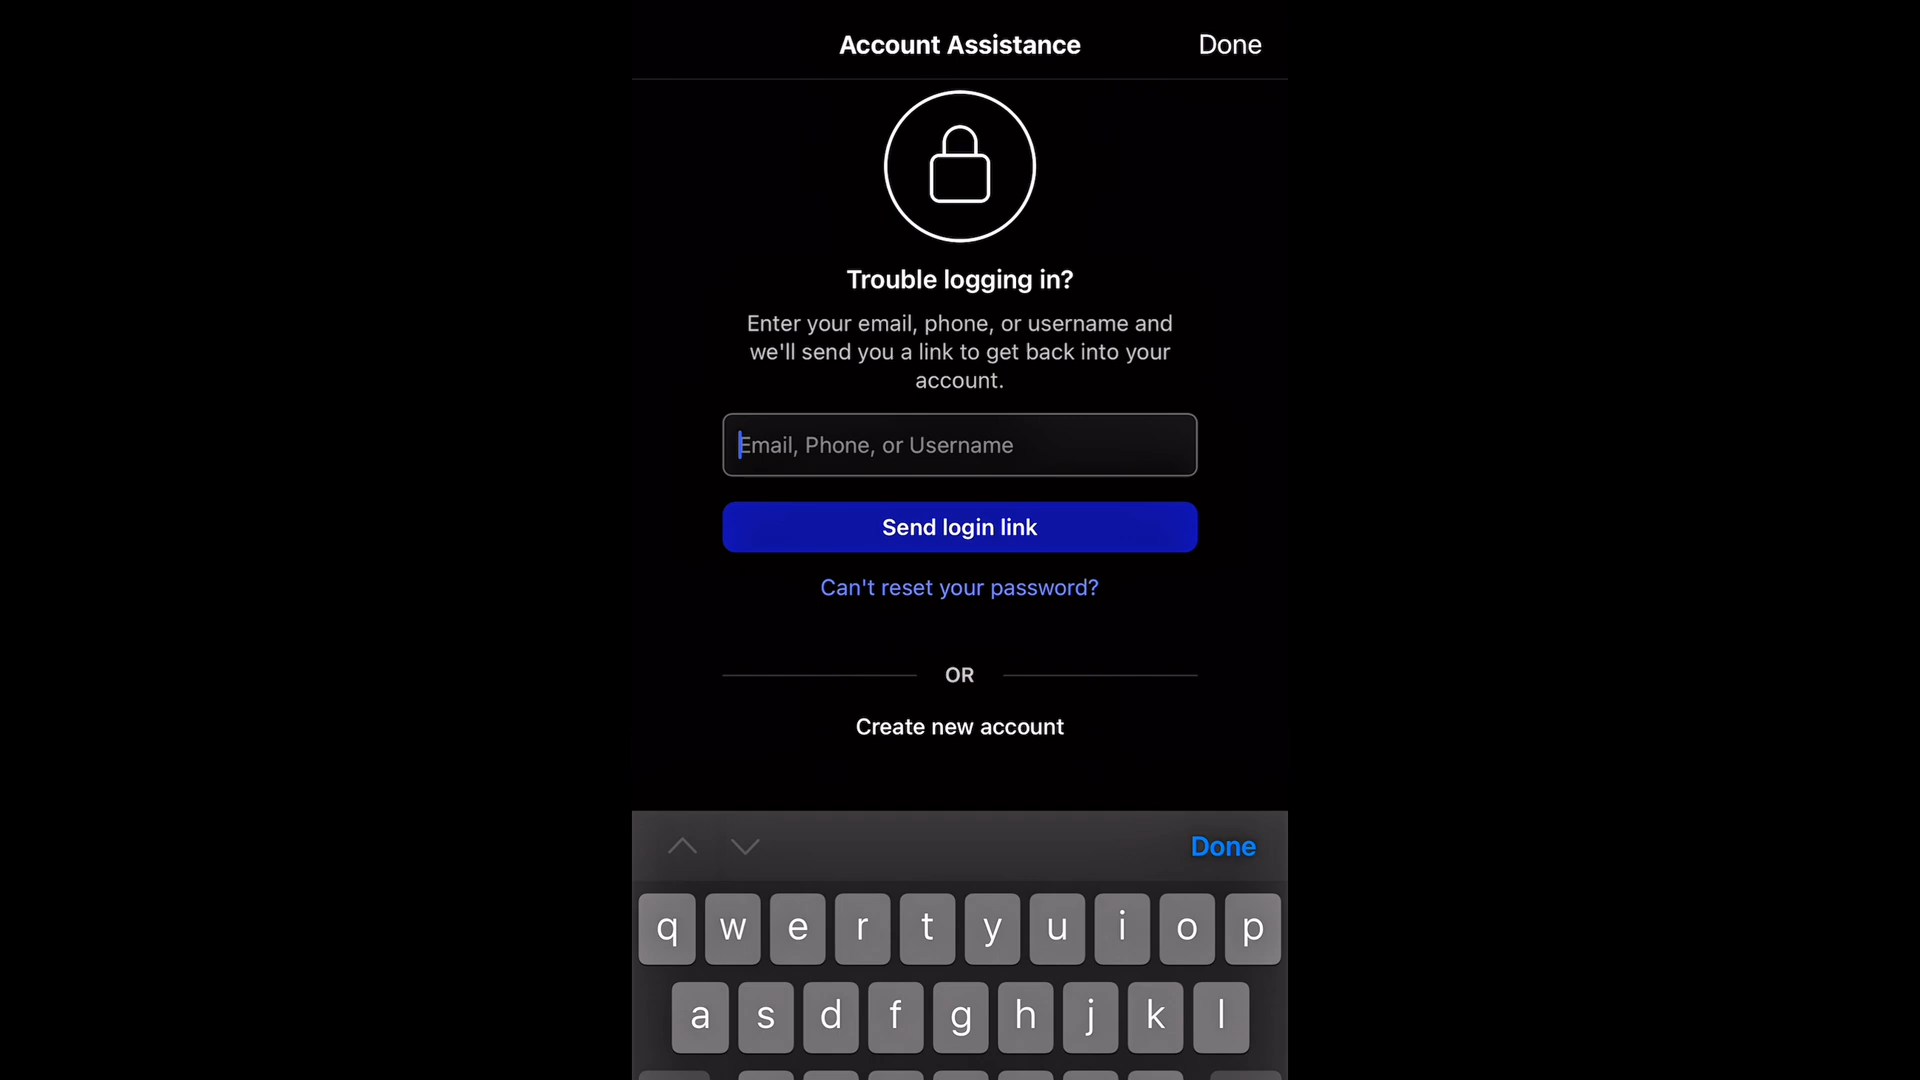 Account Assistance Done
Trouble logging in?
Enter your email, phone, or username and
we'll send you a link to get back into your
account.
Email, Phone, or Username
Send login link
Can't reset your password?
OR
Create new account
Done
q w e r t y u i o p
a s d f g h j k l